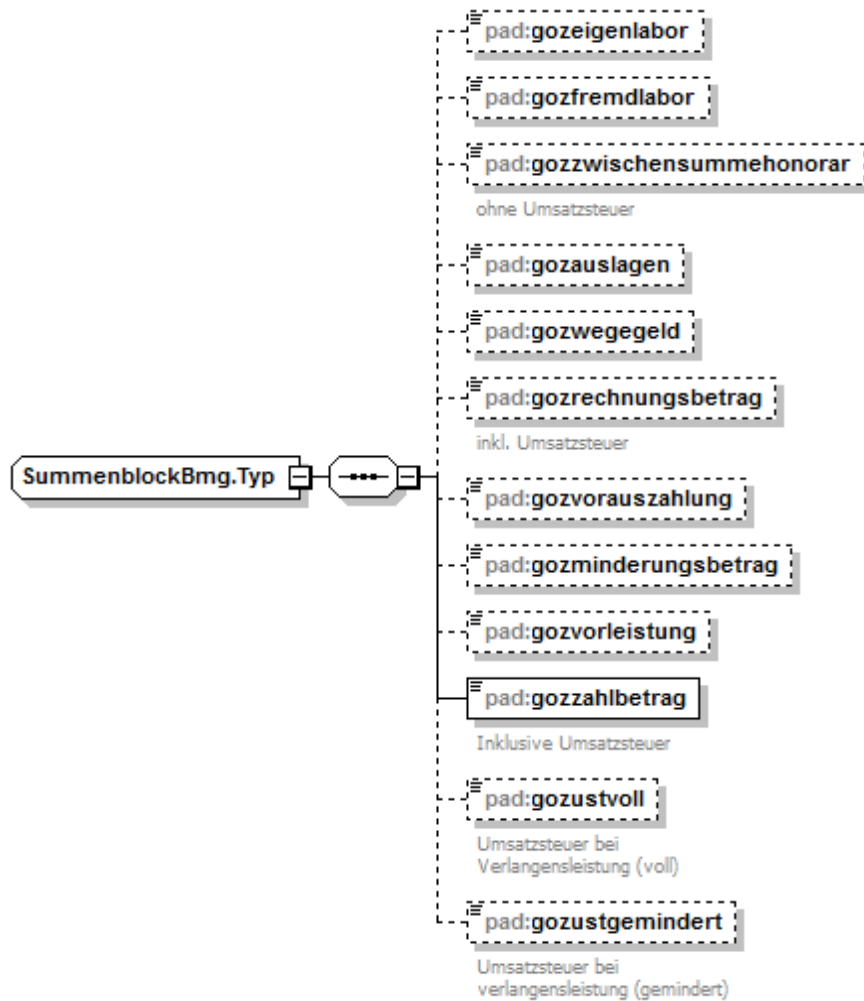 pad:gozeigenlabor
pad:gozfremdlabor
pad:gozzwischensummehonorar
ohne Umsatzsteuer
pad:gozauslagen
pad:gozwegegeld
pad:gozrechnungsbetrag
inkl. Umsatzsteuer
SummenblockBmg.Typ
pad:gozvorauszahlung
pad:gozminderungsbetrag
pad:gozvorleistung
pad:gozzahlbetrag
Inklusive Umsatzsteuer
pad:gozustvoll
Umsatzsteuer bei
Verlangensleistung (voll)
pad:gozustgemindert
Umsatzsteuer bei
verlangensleistung (gemindert)